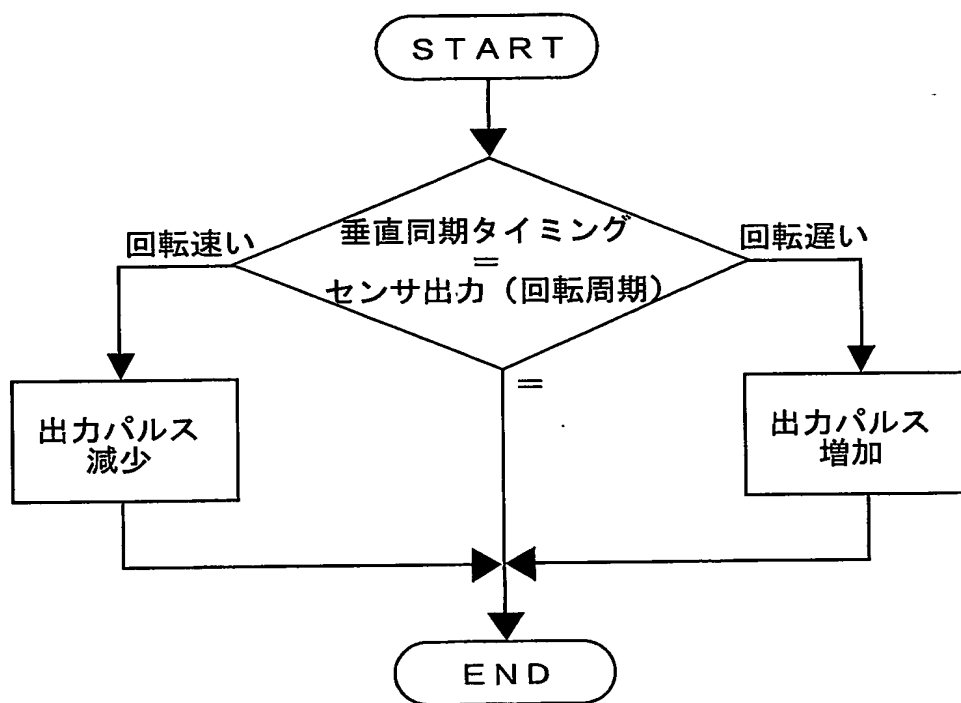 START
垂直同期タイミング
=
センサ出力（回転周期）
回転速い
回転遅い
=
出力パルス
減少
出力パルス
増加
END